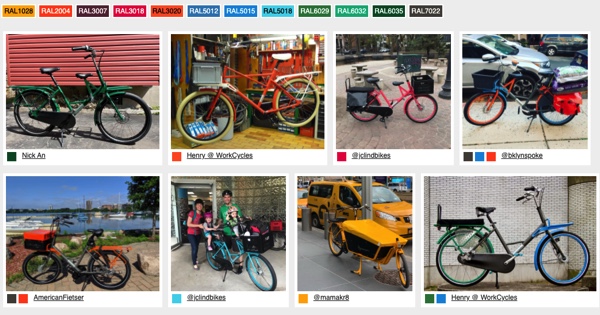 RAL1028 RAL2004 RAL3007 RAL3018 RAL3020 RAL5012 RAL5015 RAL5018 RAL6029 RAL6032 RAL6035 RAL7022
Nick An
Henry @ WorkCycles
@jclindbikes
@bklynspoke
AmericanFietser
@jclindbikes
@mamakr8
Henry @ WorkCycles